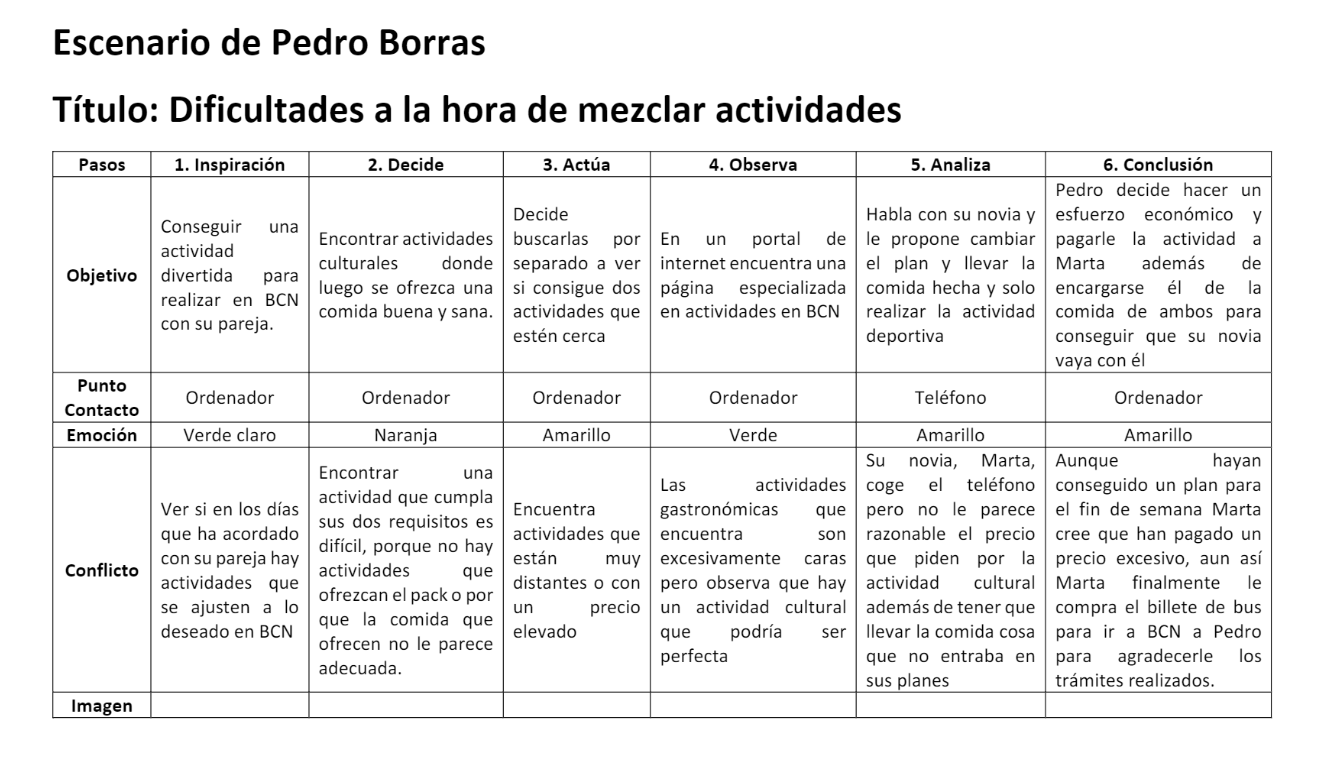 Escenario de Pedro Borras
Título: Dificultades a la hora de mezclar actividades
Pasos
1. Inspiración
2. Decide
3. Actúa
4. Observa
5. Analiza
6. Conclusión
Objetivo
Conseguir una
actividad
divertida para
realizar en BCN
con su pareja.
Encontrar actividades
culturales donde
luego se ofrezca una
comida buena y sana.
Decide
buscarlas por
separado a ver
si consigue dos
actividades que
estén cerca
En un portal de
internet encuentra una
página especializada
en actividades en BCN
Habla con su novia y
le propone cambiar
el plan y llevar la
comida hecha y solo
realizar la actividad
deportiva
Pedro decide hacer un
esfuerzo económico y
pagarle la actividad a
Marta además de
encargarse él de la
comida de ambos para
conseguir que su novia
vaya con él
Punto
Contacto
Ordenador
Ordenador
Ordenador
Ordenador
Teléfono
Ordenador
Emoción
Verde claro
Naranja
Amarillo
Verde
Amarillo
Amarillo
Conflicto
Ver si en los días
que ha acordado
con su pareja hay
actividades que
se ajusten a lo
deseado en BCN
Encontrar una
actividad que cumpla
sus dos requisitos es
difícil, porque no hay
actividades que
ofrezcan el pack o por
que la comida que
ofrecen no le parece
adecuada.
Encuentra
actividades que
están muy
distantes o con
un precio
elevado
Las actividades
gastronómicas que
encuentra son
excesivamente caras
pero observa que hay
un actividad cultural
que podría ser
perfecta
Su novia, Marta,
coge el teléfono
pero no le parece
razonable el precio
que piden por la
actividad cultural
además de tener que
llevar la comida cosa
que no entraba en
sus planes
Aunque hayan
conseguido un plan para
el fin de semana Marta
cree que han pagado un
precio excesivo, aun así
Marta finalmente le
compra el billete de bus
para ir a BCN a Pedro
para agradecerle los
trámites realizados.
Imagen